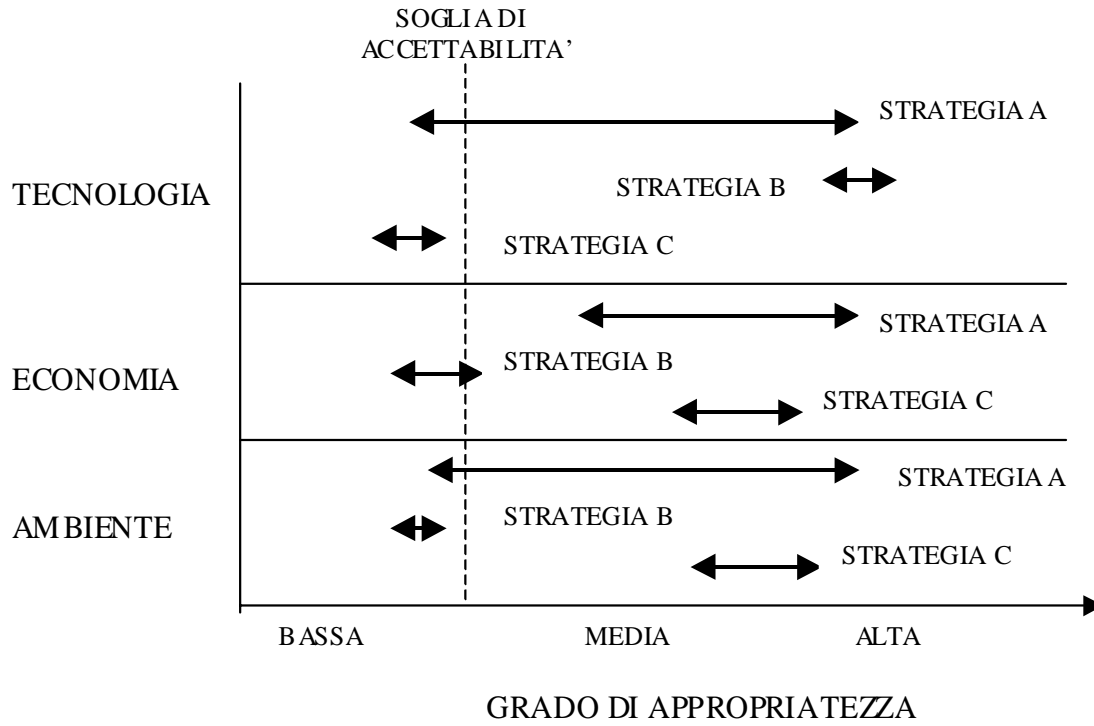 SOGLIA DI
ACCETTABILITA'
STRATEGIA A
TECNOLOGIA
STRATEGIA B
STRATEGIA C
STRATEGIA A
ECONOMIA
STRATEGIA B
STRATEGIA C
STRATEGIA A
AMBIENTE
STRATEGIA B
STRATEGIA C
BASSA
MEDIA
ALTA
GRADO DI APPROPRIATEZZA